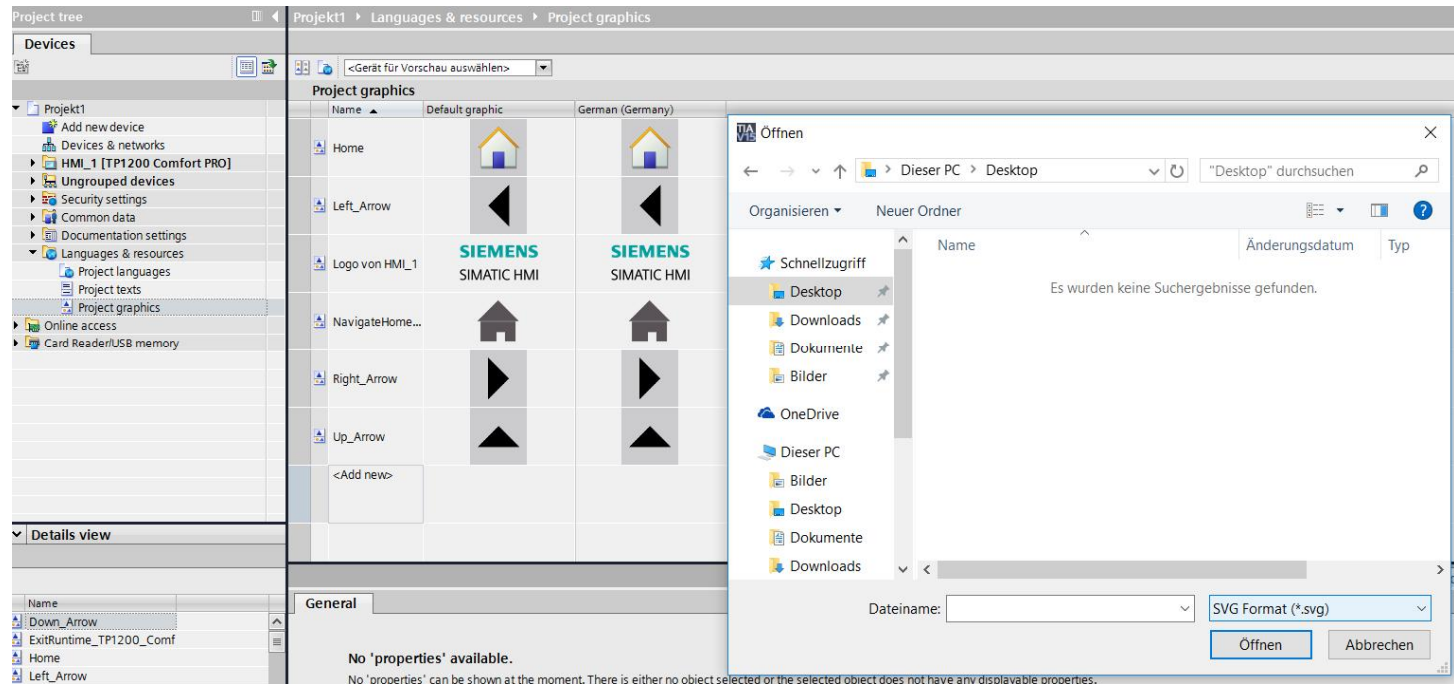 Project tree
Projekt1 ▸ Languages & resources ▸ Project graphics
Devices
<Gerät für Vorschau auswählen>
Project graphics
Name
Default graphic
German (Germany)
Projekt1
Add new device
Devices & networks
HMI_1 [TP1200 Comfort PRO]
Ungrouped devices
Security settings
Common data
Documentation settings
Languages & resources
Project languages
Project texts
Project graphics
Online access
Card Reader/USB memory
Home
Left_Arrow
Logo von HMI_1
SIEMENS
SIMATIC HMI
SIEMENS
SIMATIC HMI
NavigateHome...
Right_Arrow
Up_Arrow
<Add new>
Details view
Name
Down_Arrow
ExitRuntime_TP1200_Comf
Home
Left_Arrow
General
No 'properties' available.
No 'properties' can be shown at the moment. There is either no object selected or the selected object does not have any displayable properties.
TIA V15
Öffnen
Dieser PC > Desktop
"Desktop" durchsuchen
Organisieren
Neuer Ordner
Name
Änderungsdatum
Typ
Es wurden keine Suchergebnisse gefunden.
Schnellzugriff
Desktop
Downloads
Dokumente
Bilder
OneDrive
Dieser PC
Bilder
Desktop
Dokumente
Downloads
Dateiname:
SVG Format (*.svg)
Öffnen
Abbrechen